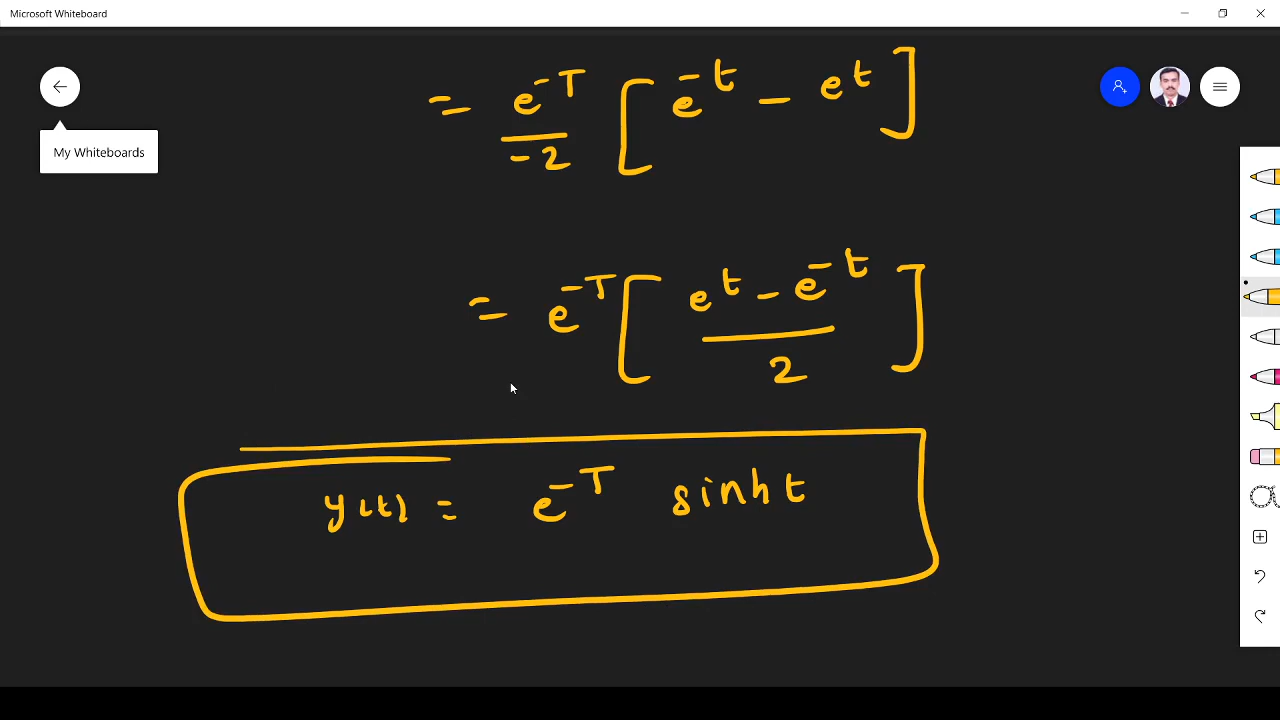 Microsoft Whiteboard
My Whiteboards
= e^{-T}/-2 [ e^{-t} - e^{t} ]
= e^{-T} [ (e^{t} - e^{-t})/2 ]
y(t) = e^{-T} sinh t